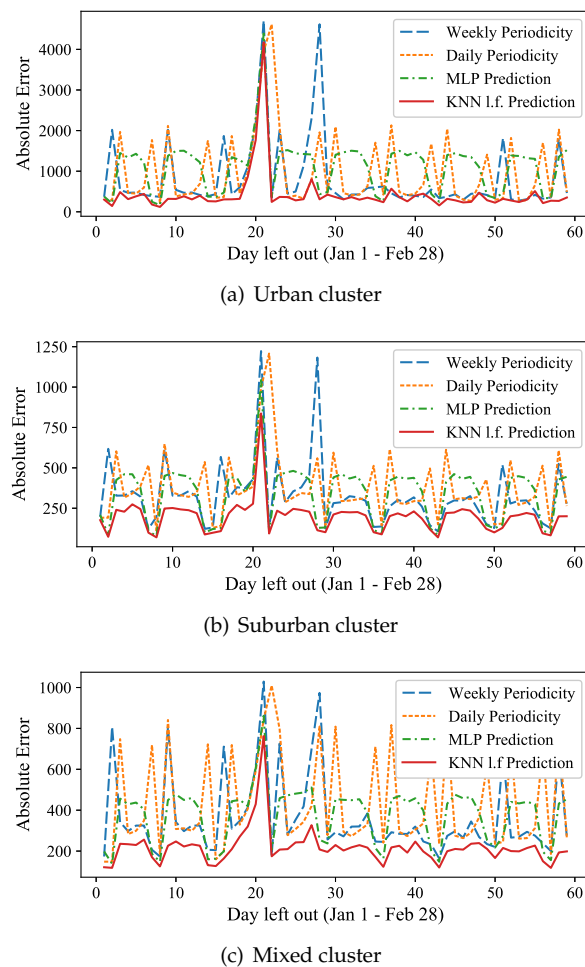 Weekly Periodicity
Daily Periodicity
MLP Prediction
KNN l.f. Prediction
Absolute Error
4000
3000
2000
1000
0
0 10 20 30 40 50 60
Day left out (Jan 1 - Feb 28)
(a) Urban cluster
Weekly Periodicity
Daily Periodicity
MLP Prediction
KNN l.f. Prediction
Absolute Error
1250
1000
750
500
250
0 10 20 30 40 50 60
Day left out (Jan 1 - Feb 28)
(b) Suburban cluster
Weekly Periodicity
Daily Periodicity
MLP Prediction
KNN l.f Prediction
Absolute Error
1000
800
600
400
200
0 10 20 30 40 50 60
Day left out (Jan 1 - Feb 28)
(c) Mixed cluster